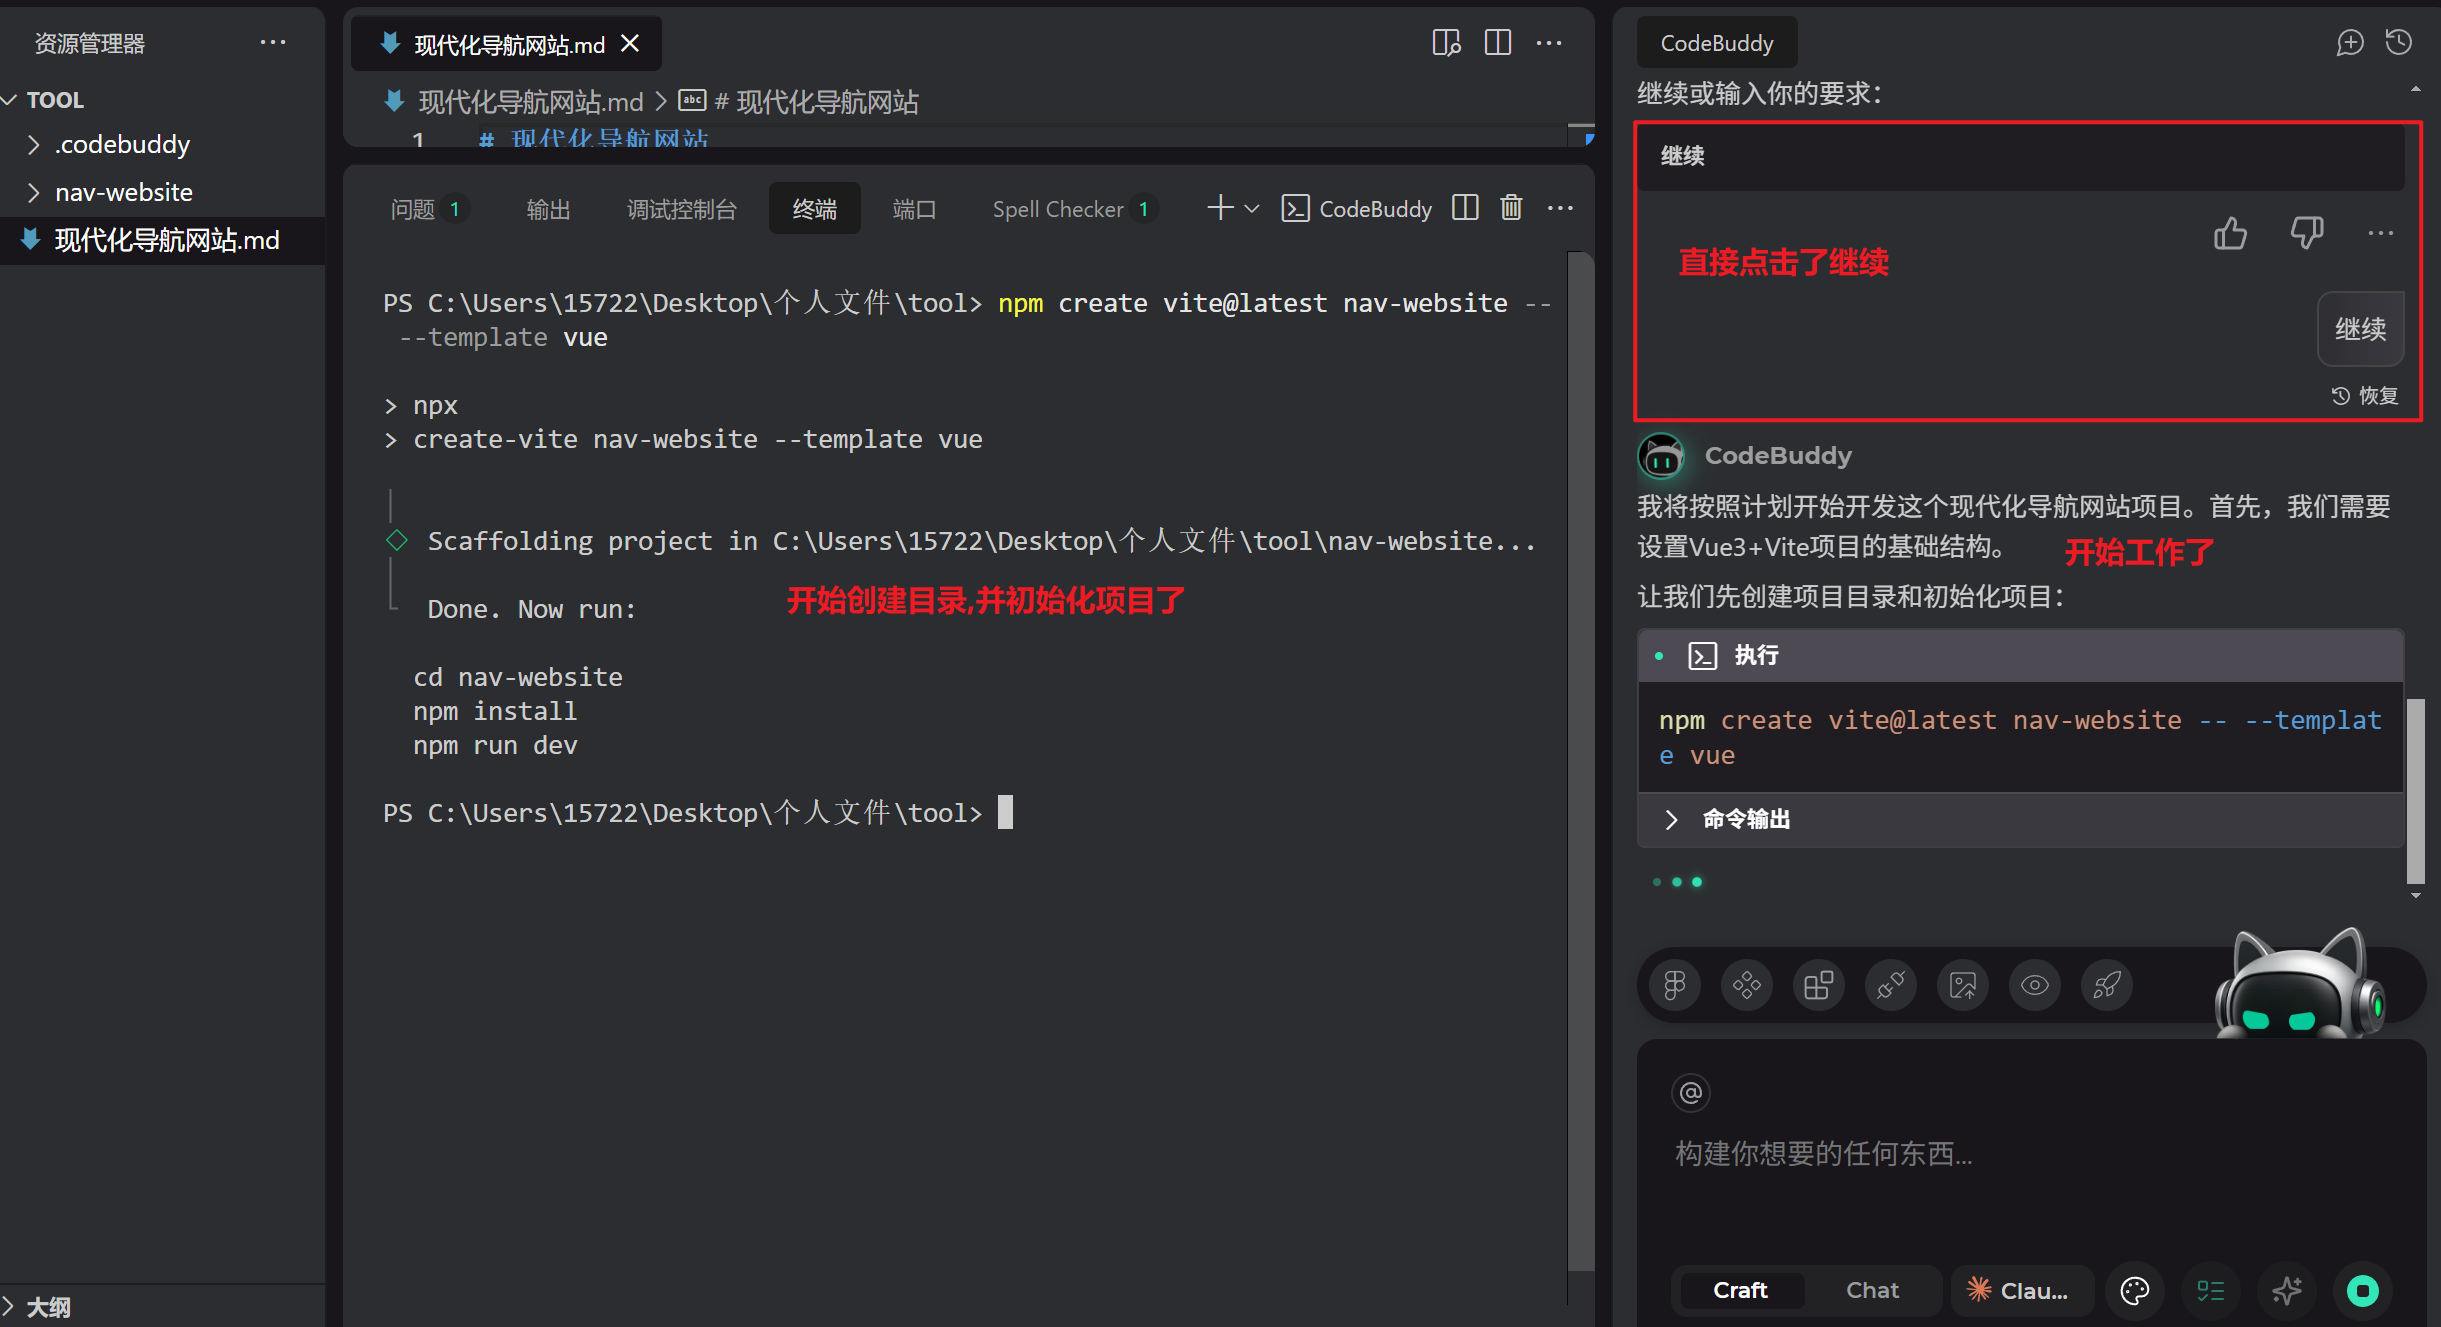 资源管理器
TOOL
.codebuddy
nav-website
现代化导航网站.md
大纲
现代化导航网站.md
现代化导航网站.md > abc # 现代化导航网站
1 # 现代化导航网站
问题 1 输出 调试控制台 终端 端口 Spell Checker 1 CodeBuddy
PS C:\Users\15722\Desktop\个人文件\tool> npm create vite@latest nav-website --
--template vue
> npx
> create-vite nav-website --template vue
Scaffolding project in C:\Users\15722\Desktop\个人文件\tool\nav-website...
Done. Now run:
开始创建目录,并初始化项目了
cd nav-website
npm install
npm run dev
PS C:\Users\15722\Desktop\个人文件\tool>
CodeBuddy
继续或输入你的要求：
继续
直接点击了继续
继续
恢复
CodeBuddy
我将按照计划开始开发这个现代化导航网站项目。首先，我们需要
设置Vue3+Vite项目的基础结构。
开始工作了
让我们先创建项目目录和初始化项目：
执行
npm create vite@latest nav-website -- --templat
e vue
命令输出
@
构建你想要的任何东西...
Craft Chat Clau...